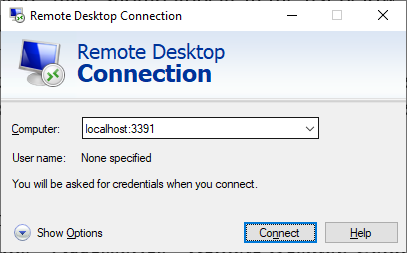 Remote Desktop Connection
Remote Desktop
Connection
Computer:
localhost:3391
User name:
None specified
You will be asked for credentials when you connect.
Show Options
Connect
Help